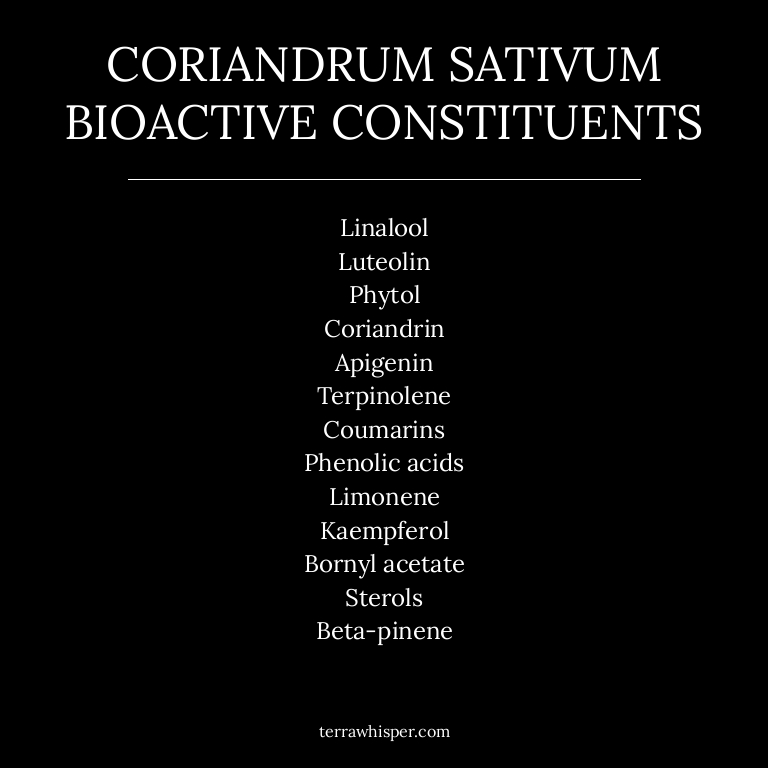 CORIANDRUM SATIVUM
BIOACTIVE CONSTITUENTS
Linalool
Luteolin
Phytol
Coriandrin
Apigenin
Terpinolene
Coumarins
Phenolic acids
Limonene
Kaempferol
Bornyl acetate
Sterols
Beta-pinene
terrawhisper.com